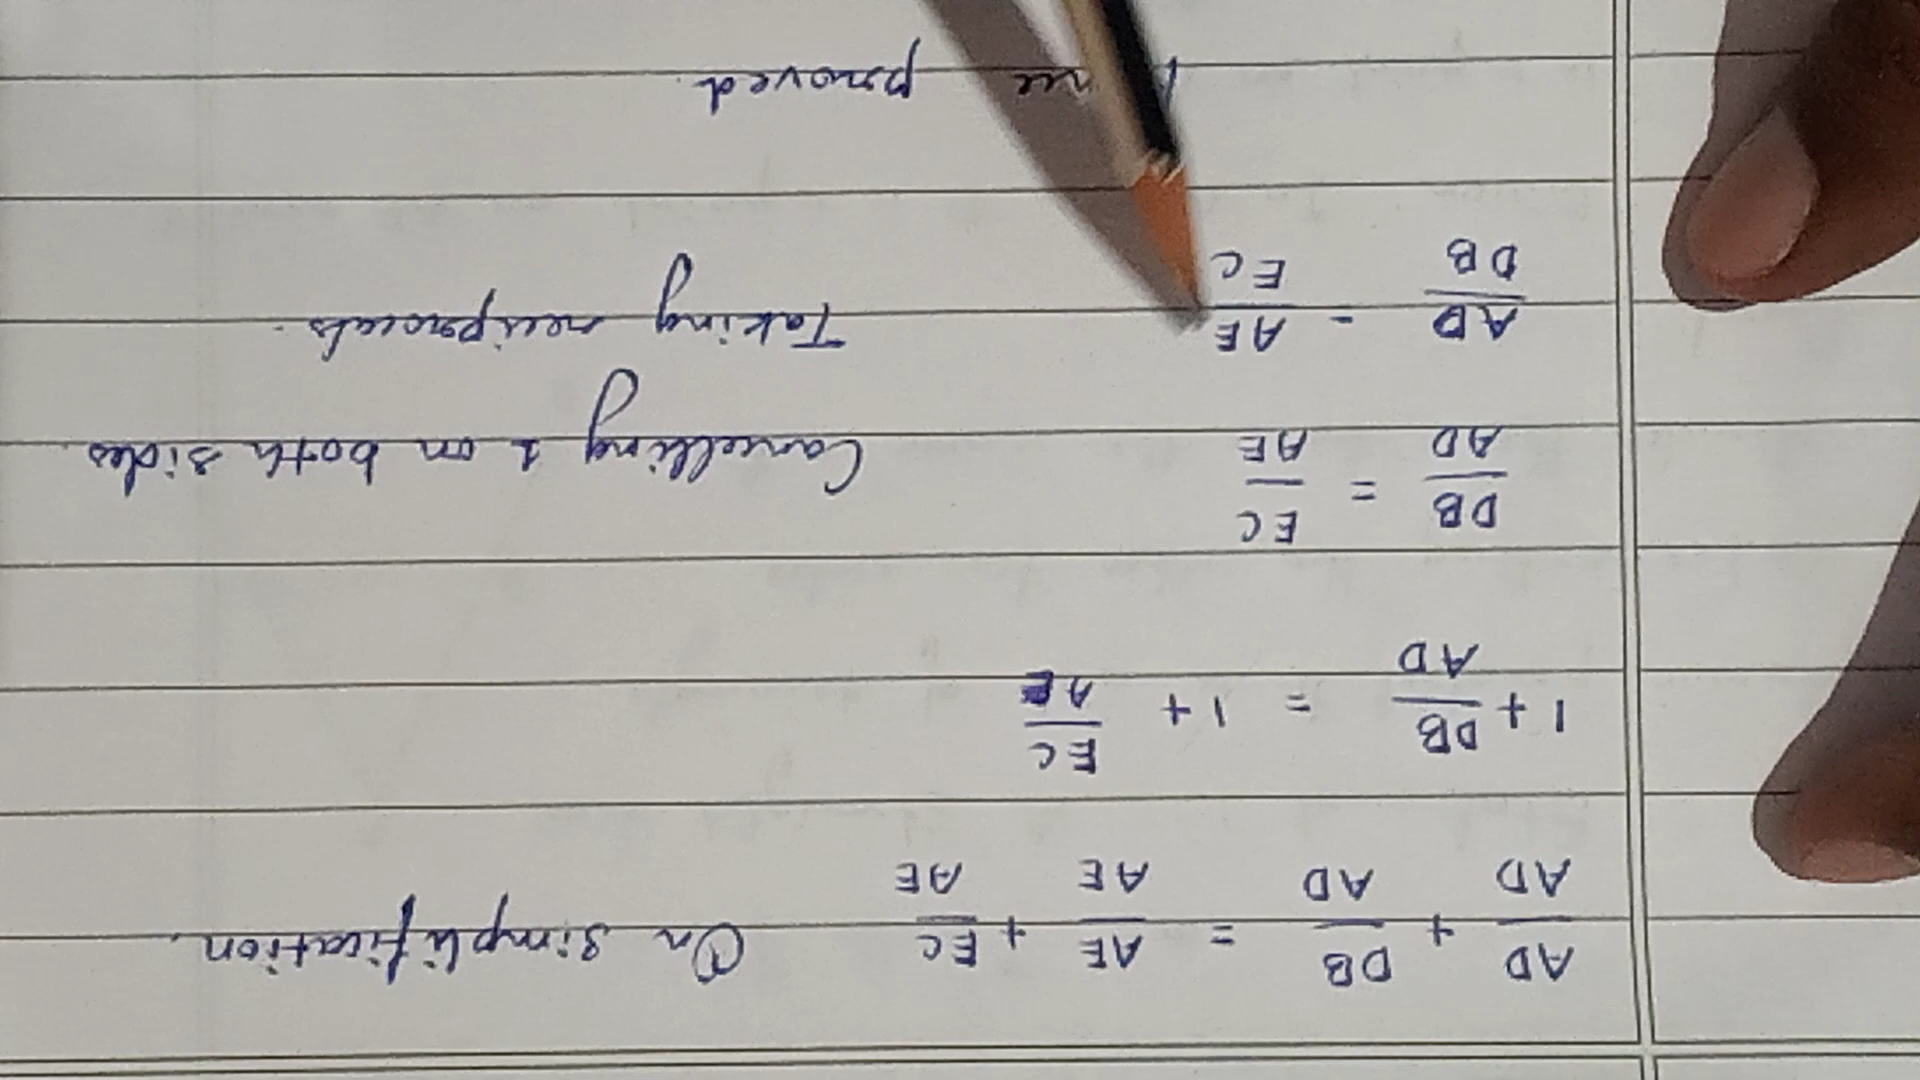 AD/AD + DB/AD = AE/AE + EC/AE On simplification.
1 + DB/AD = 1 + EC/AE
DB/AD = EC/AE Cancelling 1 on both sides.
AD/DB = AE/EC Taking reciprocals.
proved.